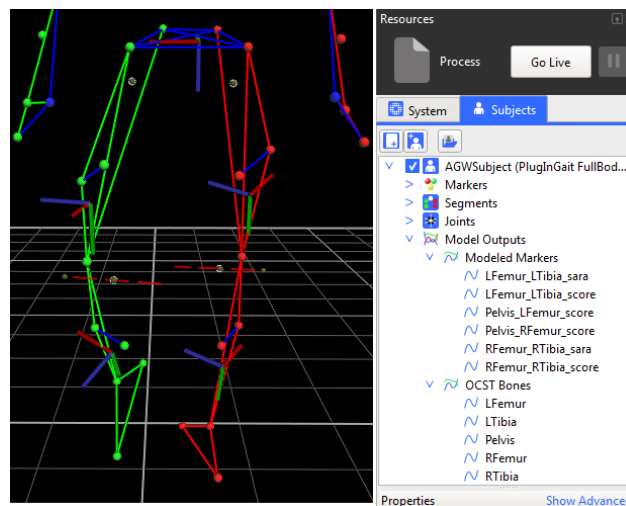 Resources
Process
Go Live
System
Subjects
AGWSubject (PlugInGait FullBod...
Markers
Segments
Joints
Model Outputs
Modeled Markers
LFemur_LTibia_sara
LFemur_LTibia_score
Pelvis_LFemur_score
Pelvis_RFemur_score
RFemur_RTibia_sara
RFemur_RTibia_score
OCST Bones
LFemur
LTibia
Pelvis
RFemur
RTibia
Properties
Show Advance